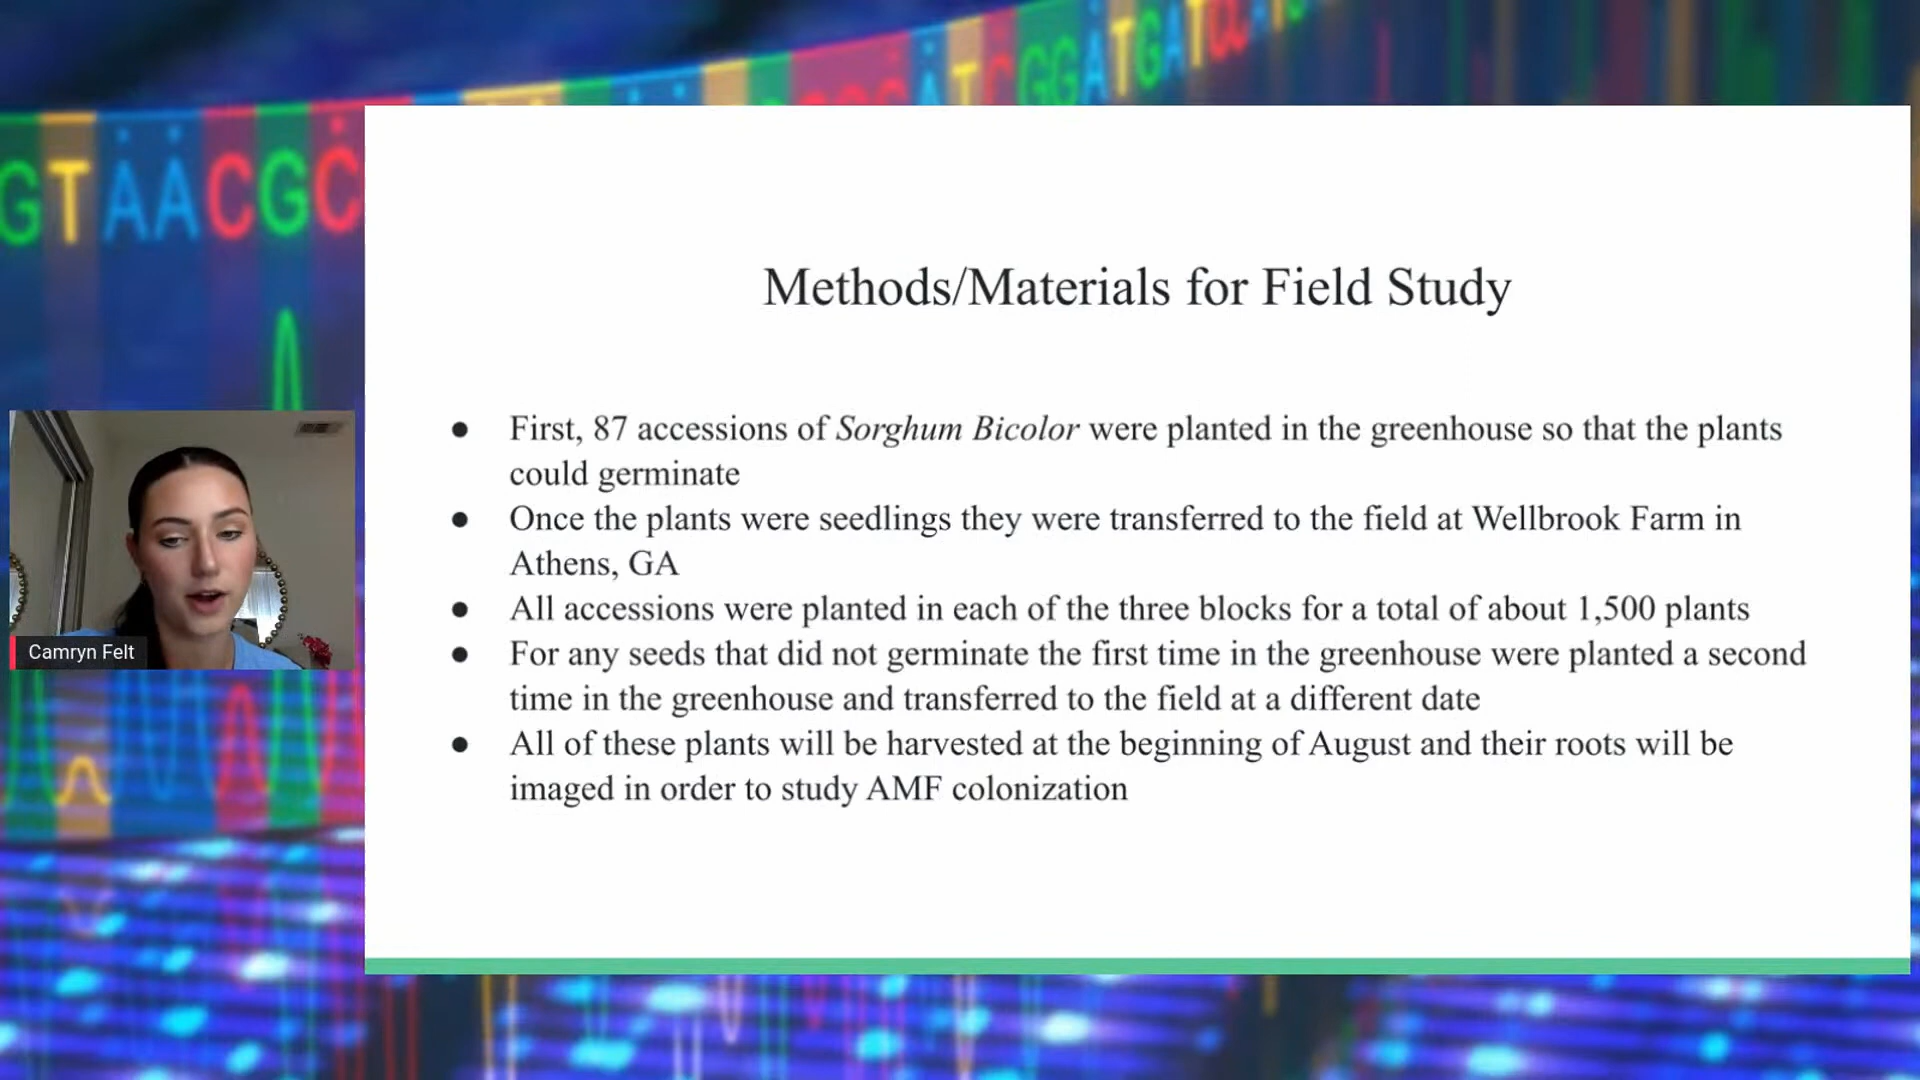 GTAACGC
GGATGAT
Methods/Materials for Field Study
● First, 87 accessions of Sorghum Bicolor were planted in the greenhouse so that the plants
could germinate
● Once the plants were seedlings they were transferred to the field at Wellbrook Farm in
Athens, GA
● All accessions were planted in each of the three blocks for a total of about 1,500 plants
● For any seeds that did not germinate the first time in the greenhouse were planted a second
time in the greenhouse and transferred to the field at a different date
● All of these plants will be harvested at the beginning of August and their roots will be
imaged in order to study AMF colonization
Camryn Felt